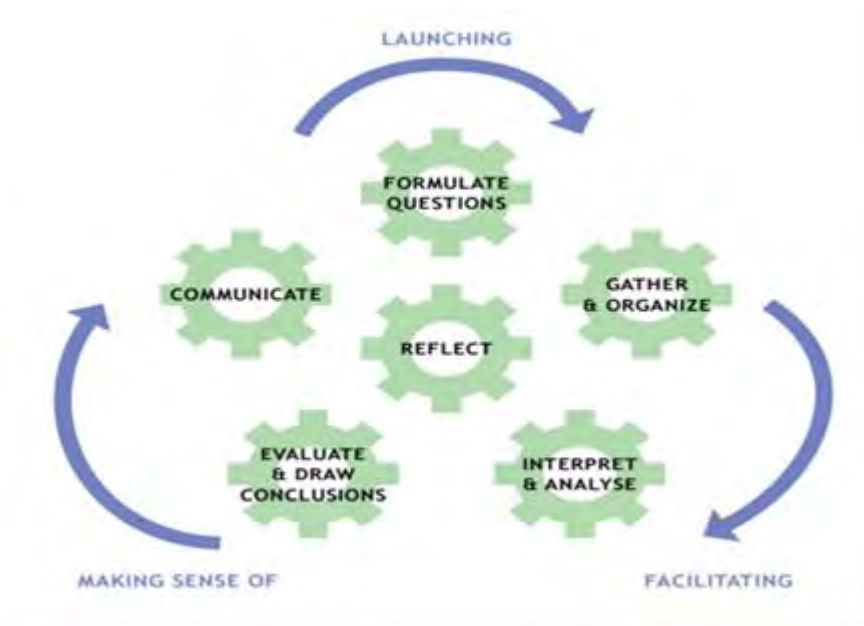 LAUNCHING
FORMULATE
QUESTIONS
COMMUNICATE
GATHER
& ORGANIZE
REFLECT
EVALUATE
& DRAW
CONCLUSIONS
INTERPRET
& ANALYSE
MAKING SENSE OF
FACILITATING